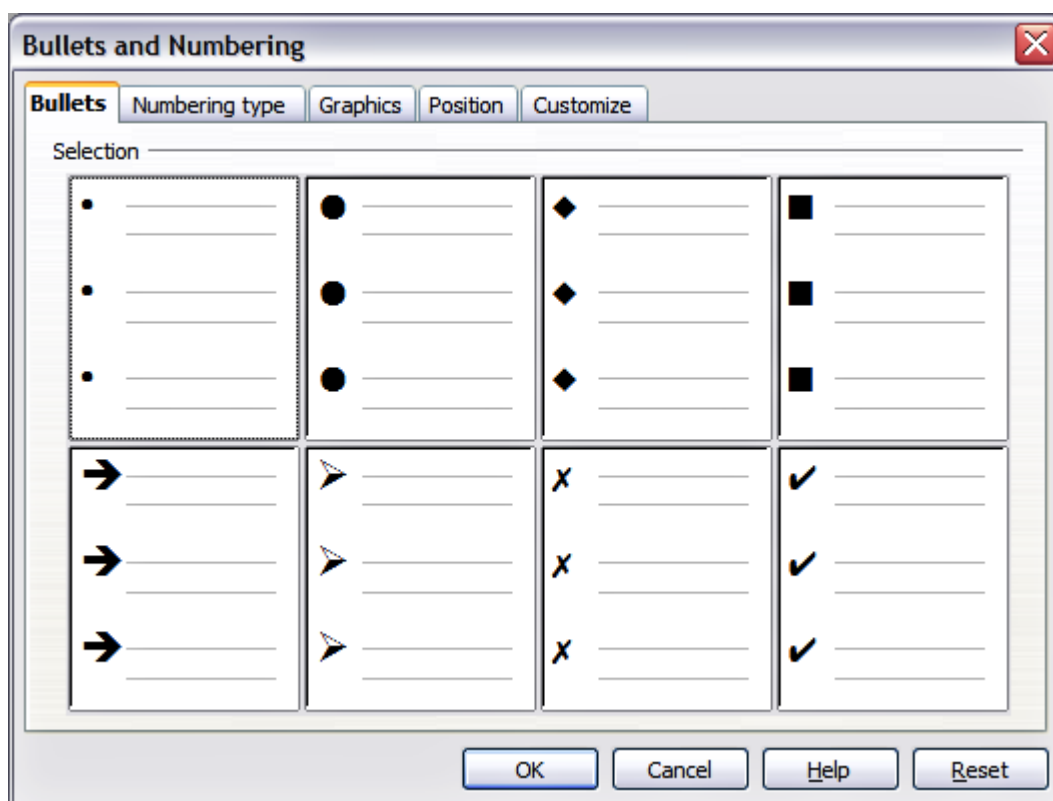 Bullets and Numbering
Bullets Numbering type Graphics Position Customize
Selection
OK Cancel Help Reset